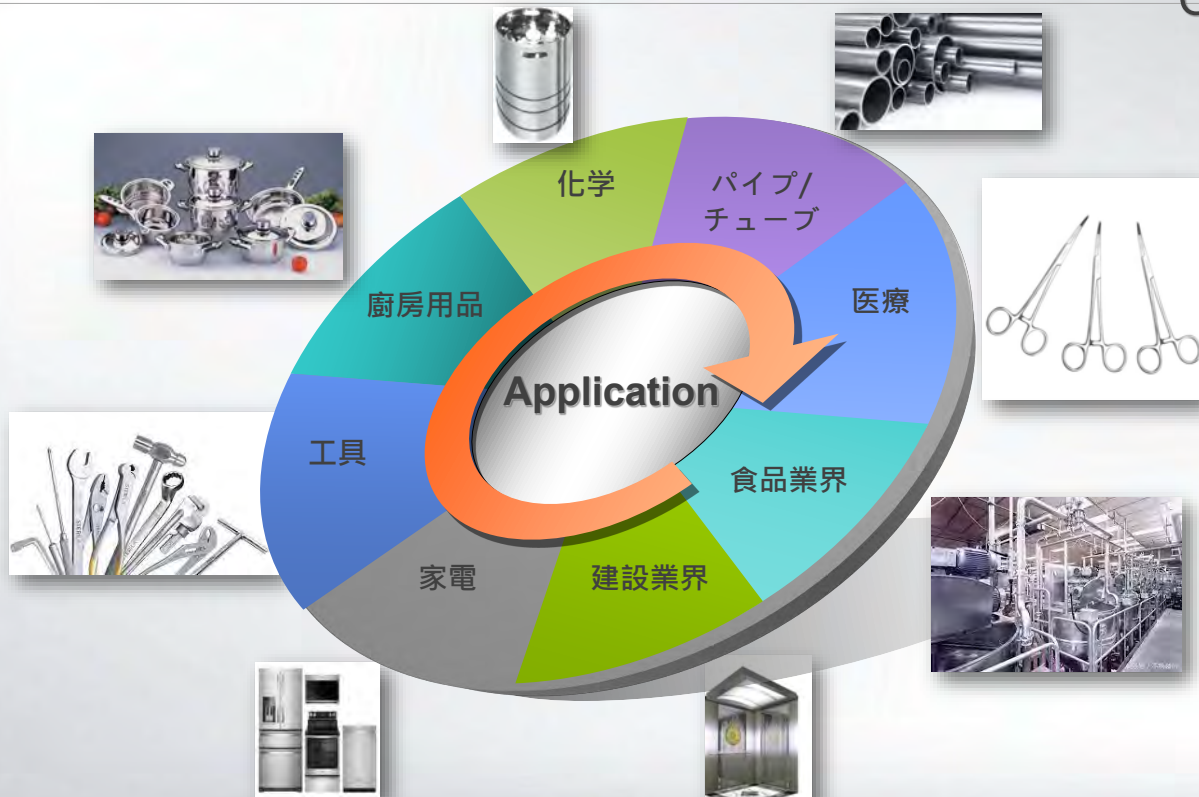 化学
パイプ/
チューブ
医療
廚房用品
Application
工具
食品業界
家電
建設業界